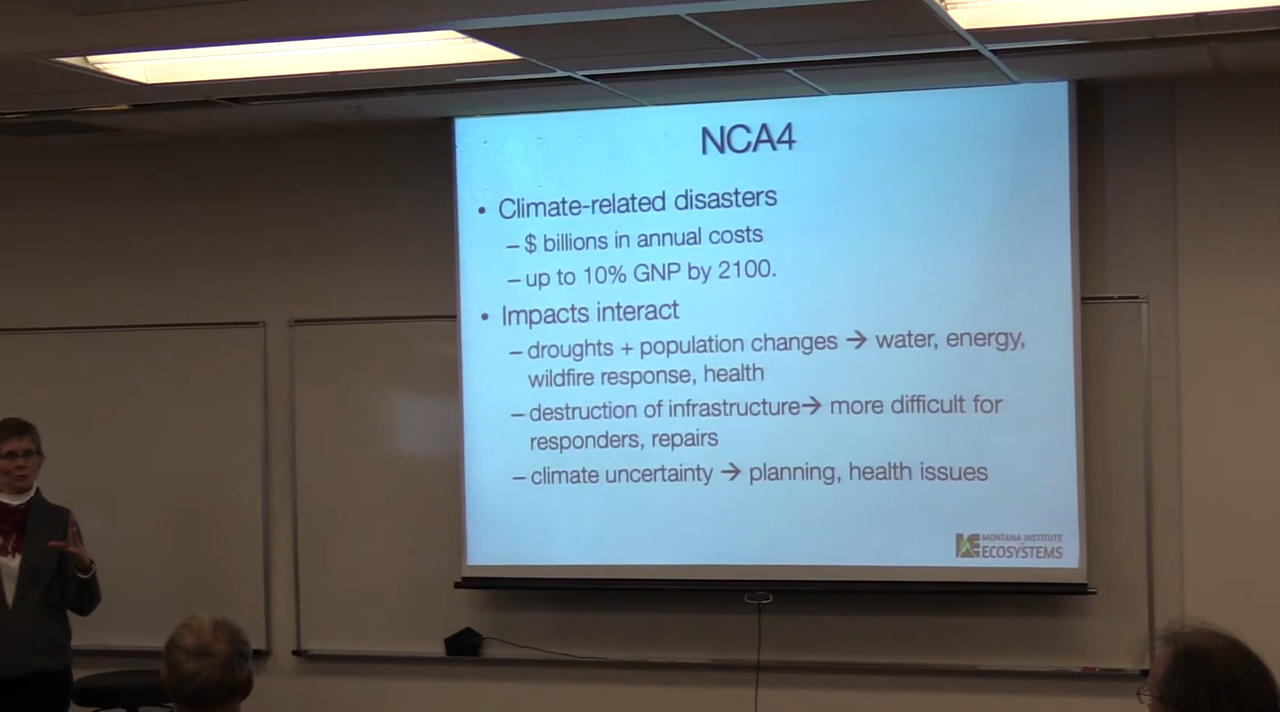 NCA4
• Climate-related disasters
– $ billions in annual costs
– up to 10% GNP by 2100.
• Impacts interact
– droughts + population changes → water, energy,
wildfire response, health
– destruction of infrastructure→ more difficult for
responders, repairs
– climate uncertainty → planning, health issues
MONTANA INSTITUTE
ECOSYSTEMS